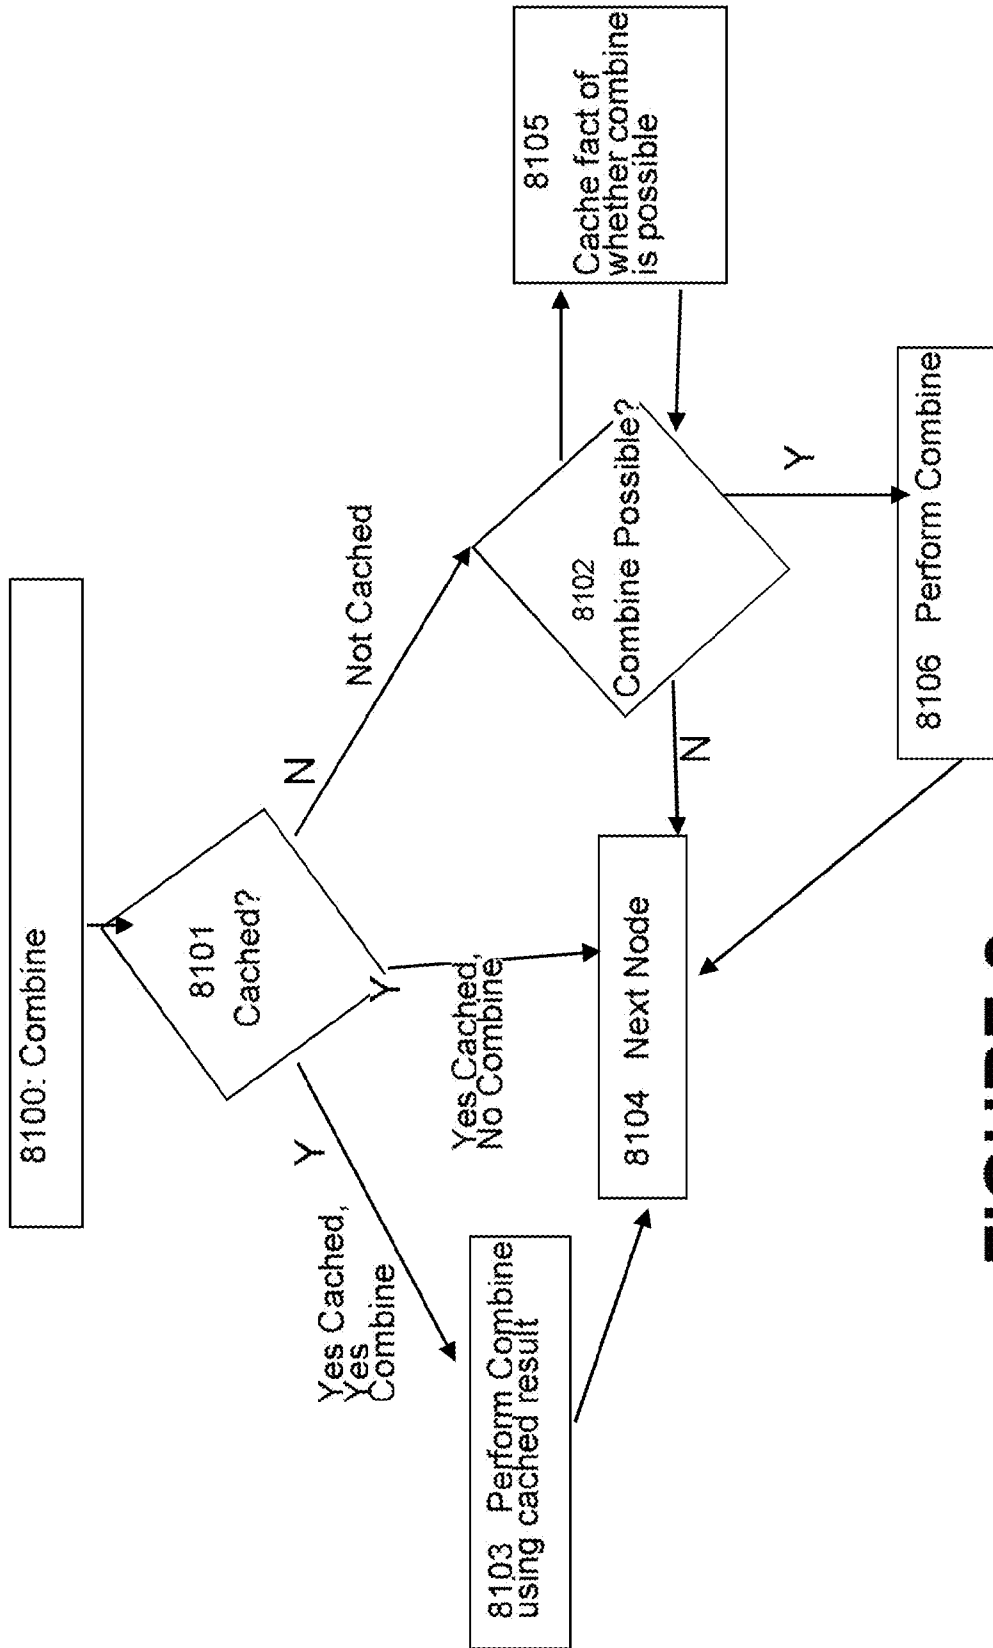 8100: Combine
8101
Cached?
N
Not Cached
Y
Yes Cached,
Yes
Combine
Y
Yes Cached,
No Combine
8102
Combine Possible?
8105
Cache fact of
whether combine
is possible
8103 Perform Combine
using cached result
8104 Next Node
N
Y
8106 Perform Combine